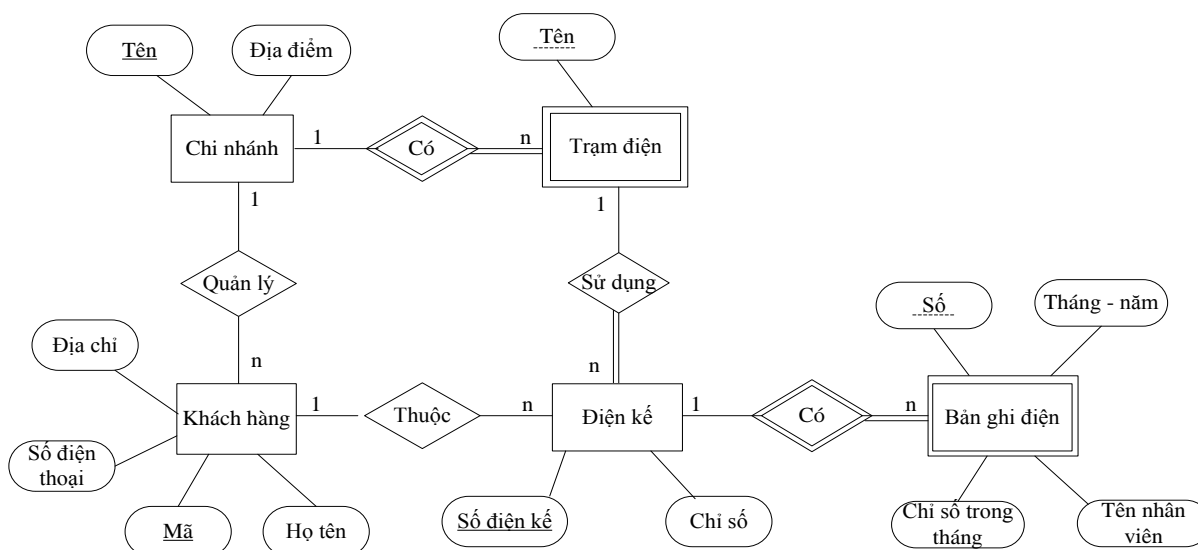 Tên
Địa điểm
Tên
Chi nhánh
1
Có
n
Trạm điện
1
1
Quản lý
Sử dụng
Số
Tháng - năm
Địa chỉ
n
n
Khách hàng
1
Thuộc
n
Điện kế
1
Có
n
Bản ghi điện
Số điện
thoại
Mã
Họ tên
Số điện kế
Chỉ số
Chỉ số trong
tháng
Tên nhân
viên